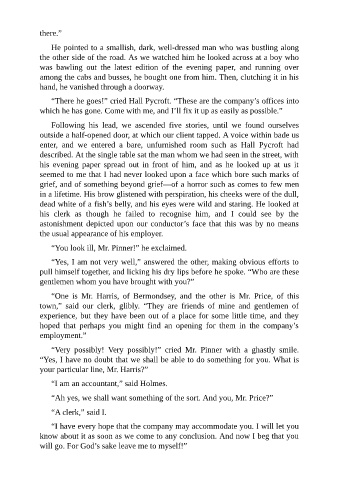 there.”
He pointed to a smallish, dark, well-dressed man who was bustling along
the other side of the road. As we watched him he looked across at a boy who
was bawling out the latest edition of the evening paper, and running over
among the cabs and busses, he bought one from him. Then, clutching it in his
hand, he vanished through a doorway.
“There he goes!” cried Hall Pycroft. “These are the company’s offices into
which he has gone. Come with me, and I’ll fix it up as easily as possible.”
Following his lead, we ascended five stories, until we found ourselves
outside a half-opened door, at which our client tapped. A voice within bade us
enter, and we entered a bare, unfurnished room such as Hall Pycroft had
described. At the single table sat the man whom we had seen in the street, with
his evening paper spread out in front of him, and as he looked up at us it
seemed to me that I had never looked upon a face which bore such marks of
grief, and of something beyond grief—of a horror such as comes to few men
in a lifetime. His brow glistened with perspiration, his cheeks were of the dull,
dead white of a fish’s belly, and his eyes were wild and staring. He looked at
his clerk as though he failed to recognise him, and I could see by the
astonishment depicted upon our conductor’s face that this was by no means
the usual appearance of his employer.
“You look ill, Mr. Pinner!” he exclaimed.
“Yes, I am not very well,” answered the other, making obvious efforts to
pull himself together, and licking his dry lips before he spoke. “Who are these
gentlemen whom you have brought with you?”
“One is Mr. Harris, of Bermondsey, and the other is Mr. Price, of this
town,” said our clerk, glibly. “They are friends of mine and gentlemen of
experience, but they have been out of a place for some little time, and they
hoped that perhaps you might find an opening for them in the company’s
employment.”
“Very possibly! Very possibly!” cried Mr. Pinner with a ghastly smile.
“Yes, I have no doubt that we shall be able to do something for you. What is
your particular line, Mr. Harris?”
“I am an accountant,” said Holmes.
“Ah yes, we shall want something of the sort. And you, Mr. Price?”
“A clerk,” said I.
“I have every hope that the company may accommodate you. I will let you
know about it as soon as we come to any conclusion. And now I beg that you
will go. For God’s sake leave me to myself!”